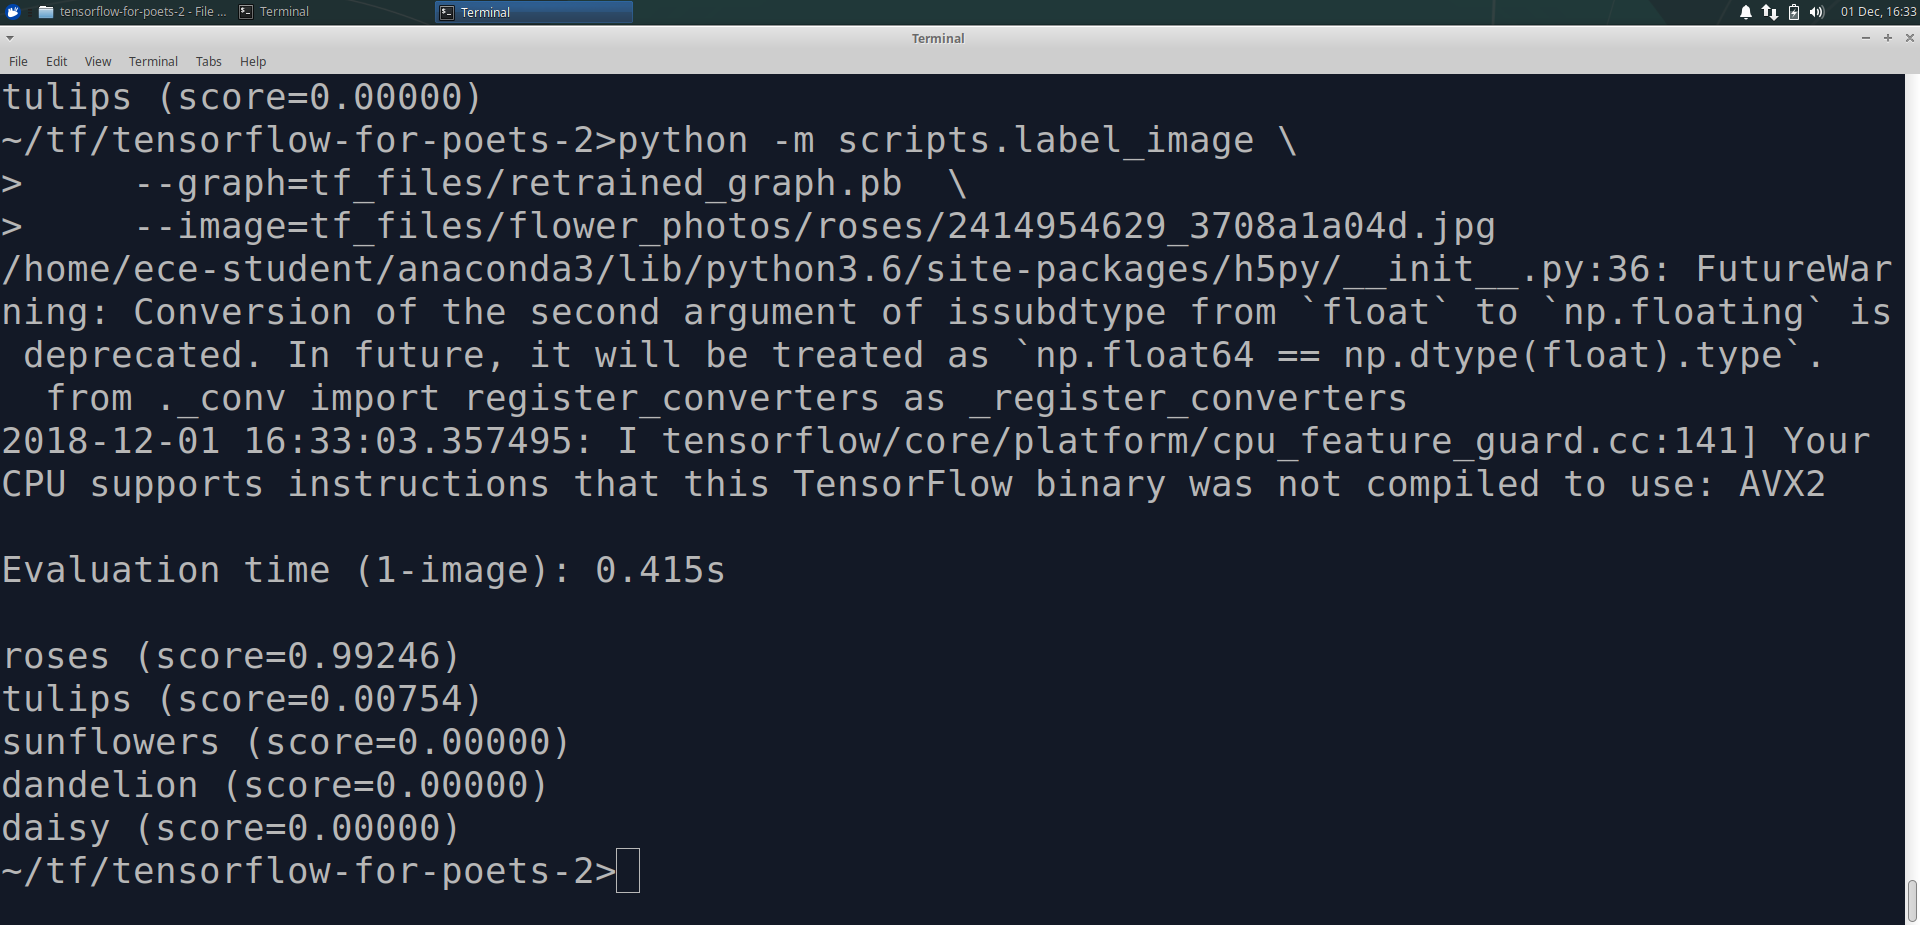 tensorflow-for-poets-2 - File ...
Terminal
Terminal
01 Dec, 16:33
Terminal
File Edit View Terminal Tabs Help
tulips (score=0.00000)
~/tf/tensorflow-for-poets-2>python -m scripts.label_image \
>     --graph=tf_files/retrained_graph.pb  \
>     --image=tf_files/flower_photos/roses/2414954629_3708a1a04d.jpg
/home/ece-student/anaconda3/lib/python3.6/site-packages/h5py/__init__.py:36: FutureWar
ning: Conversion of the second argument of issubdtype from `float` to `np.floating` is
 deprecated. In future, it will be treated as `np.float64 == np.dtype(float).type`.
  from ._conv import register_converters as _register_converters
2018-12-01 16:33:03.357495: I tensorflow/core/platform/cpu_feature_guard.cc:141] Your
CPU supports instructions that this TensorFlow binary was not compiled to use: AVX2
Evaluation time (1-image): 0.415s
roses (score=0.99246)
tulips (score=0.00754)
sunflowers (score=0.00000)
dandelion (score=0.00000)
daisy (score=0.00000)
~/tf/tensorflow-for-poets-2>